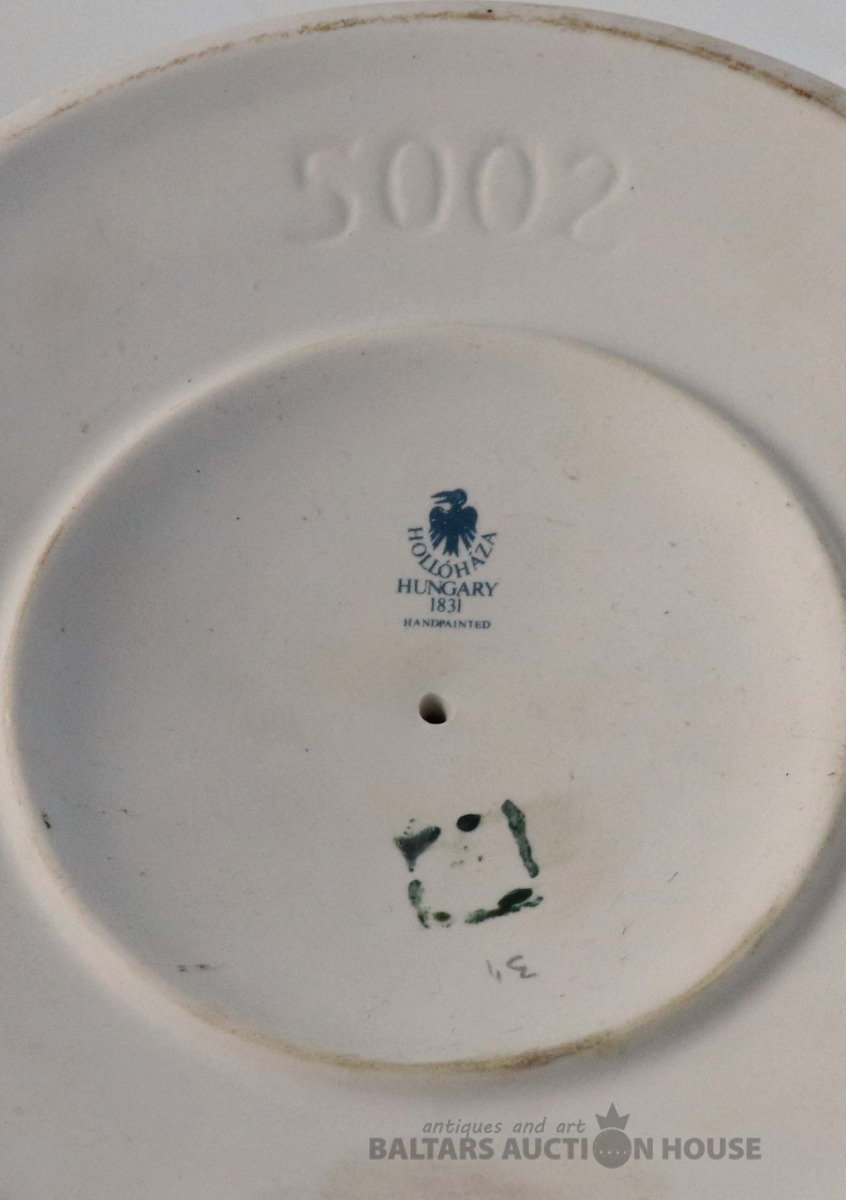 5002
HOLLÓHÁZA
HUNGARY
1831
HANDPAINTED
antiques and art
BALTARS AUCTION HOUSE